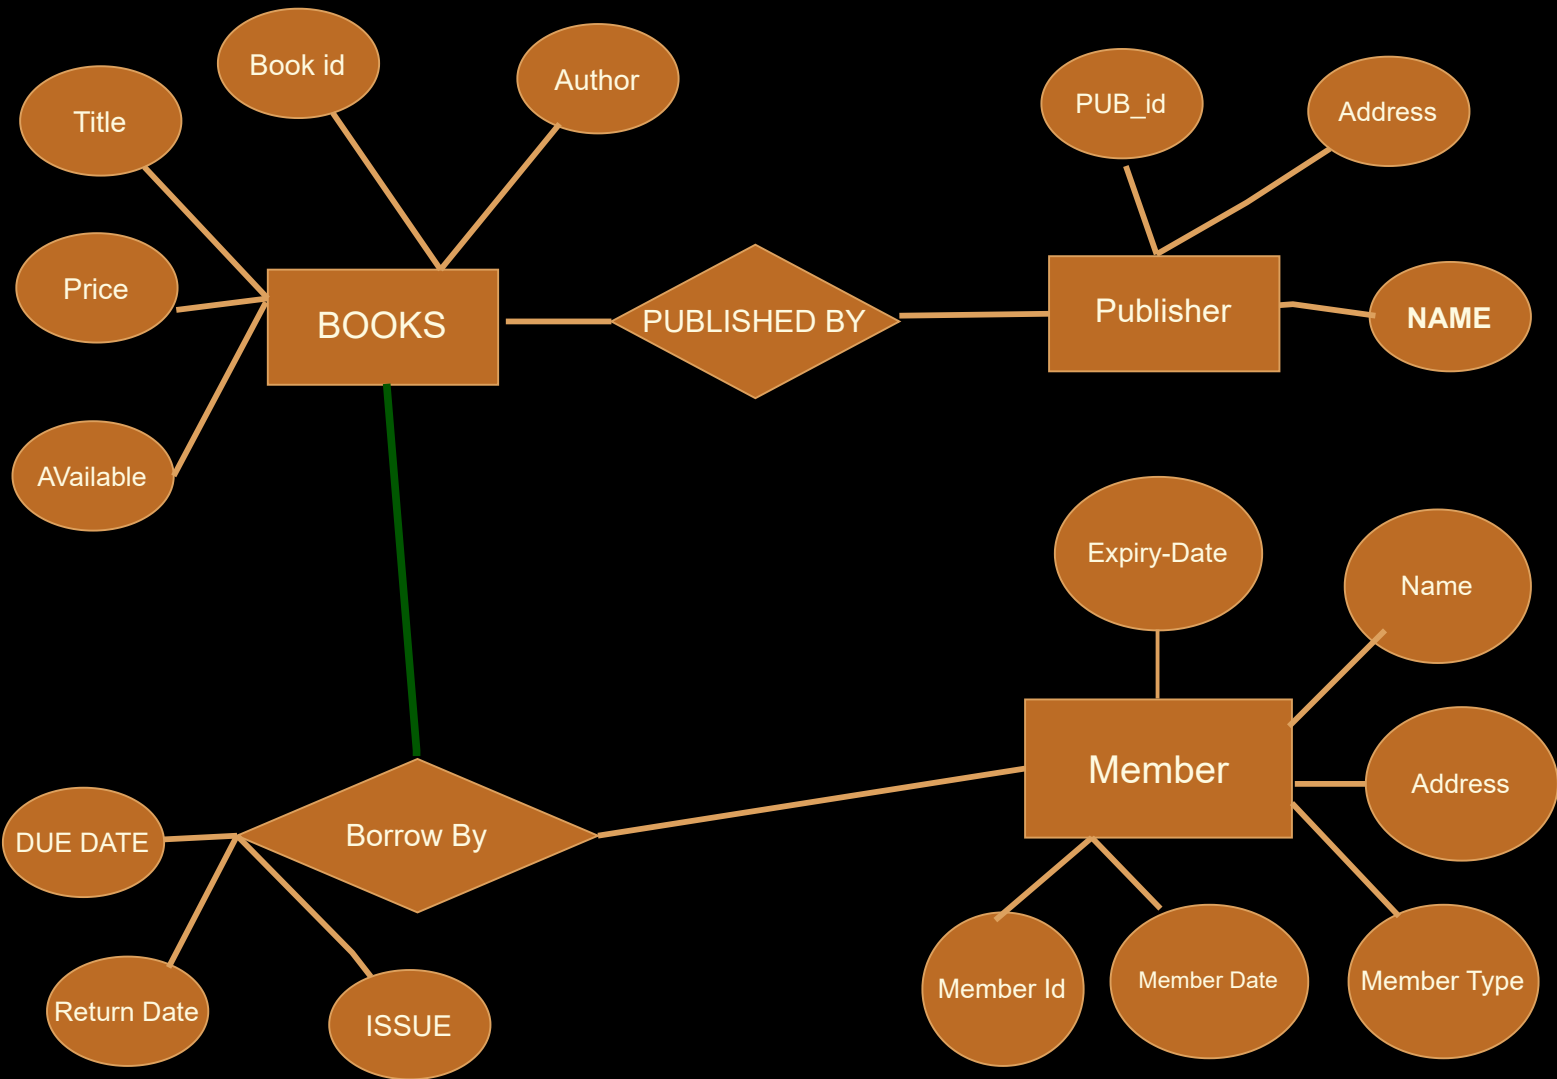 Book id
Author
Title
PUB_id
Address
Price
BOOKS
PUBLISHED BY
Publisher
NAME
AVailable
Expiry-Date
Name
Member
Address
DUE DATE
Borrow By
Return Date
ISSUE
Member Id
Member Date
Member Type